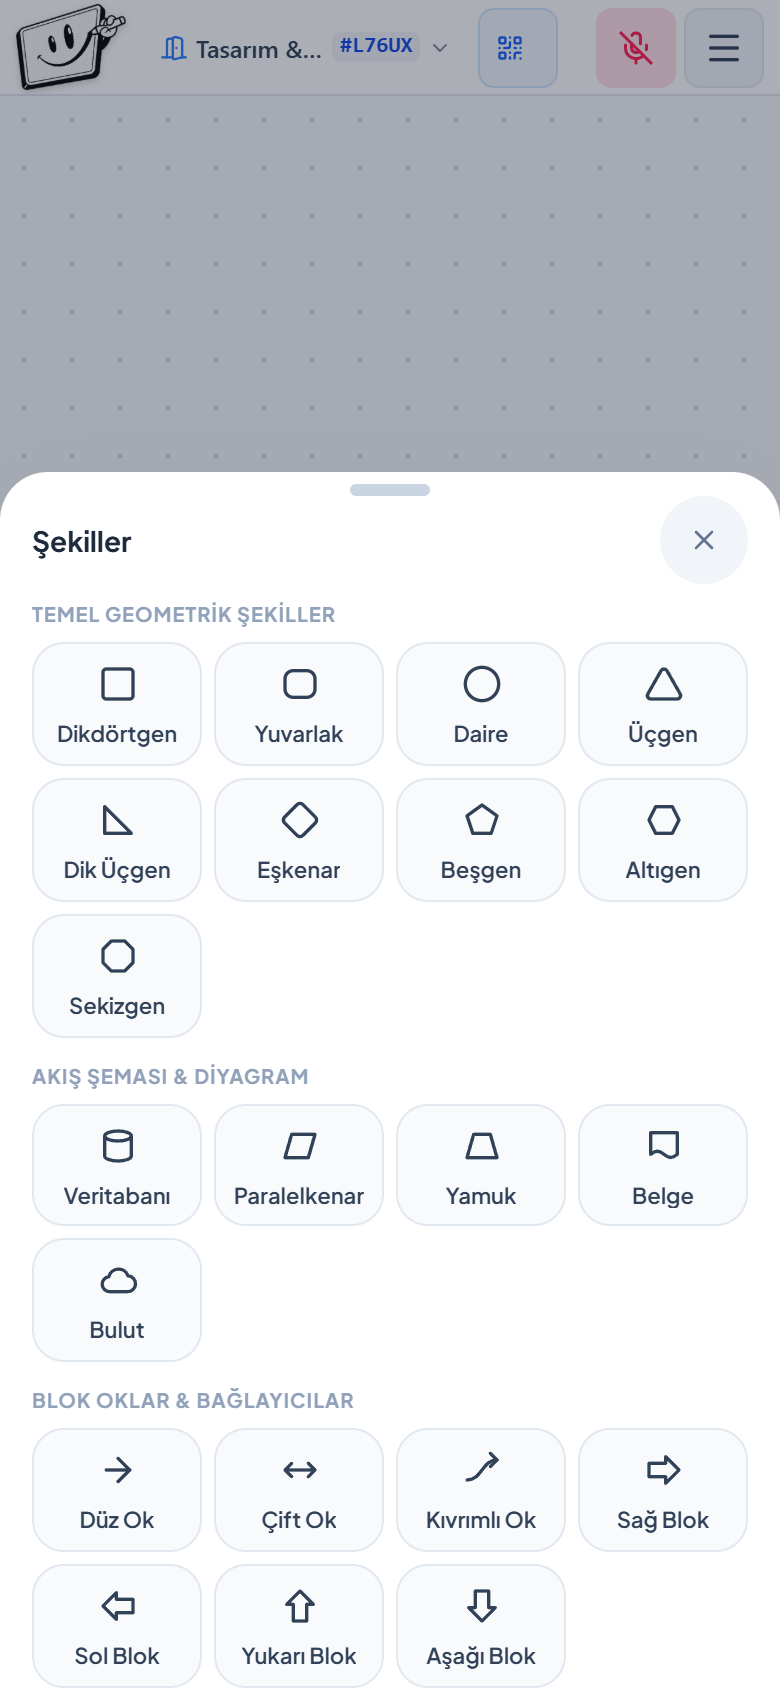 Tasarım &... #L76UX
Şekiller
TEMEL GEOMETRİK ŞEKİLLER
Dikdörtgen Yuvarlak Daire Üçgen
Dik Üçgen Eşkenar Beşgen Altıgen
Sekizgen
AKIŞ ŞEMASI & DİYAGRAM
Veritabanı Paralelkenar Yamuk Belge
Bulut
BLOK OKLAR & BAĞLAYICILAR
Düz Ok Çift Ok Kıvrımlı Ok Sağ Blok
Sol Blok Yukarı Blok Aşağı Blok